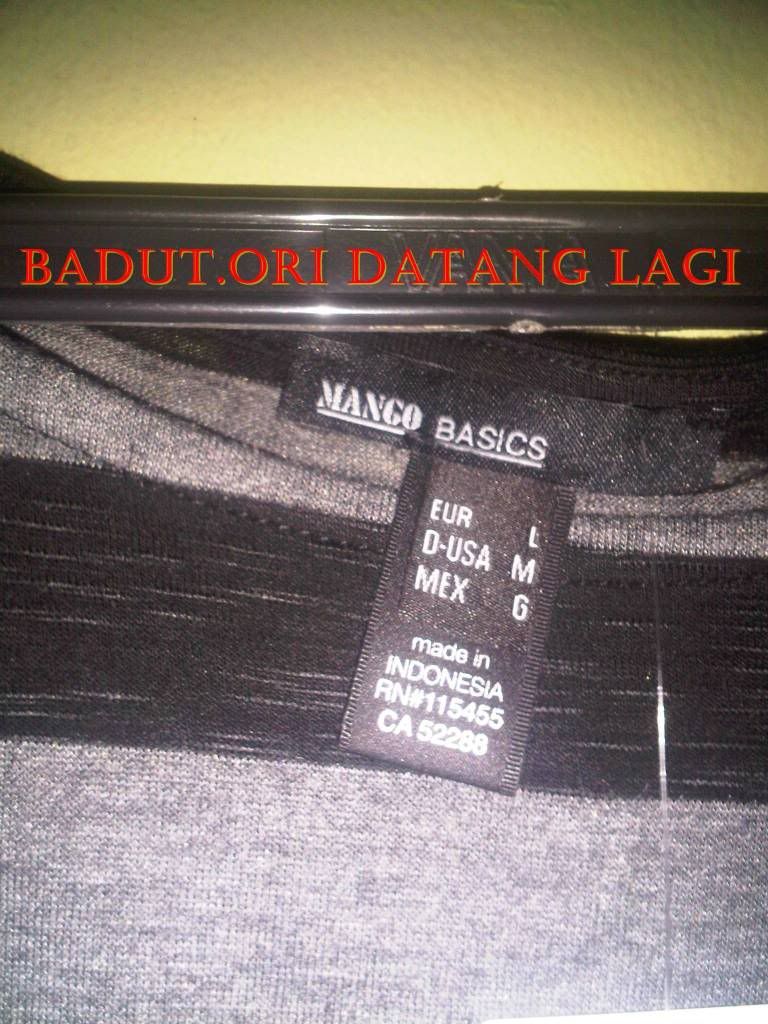 BADUT.ORI DATANG LAGI
MANGO BASICS
EUR L
D-USA M
MEX G
made in
INDONESIA
RN#115455
CA 52288